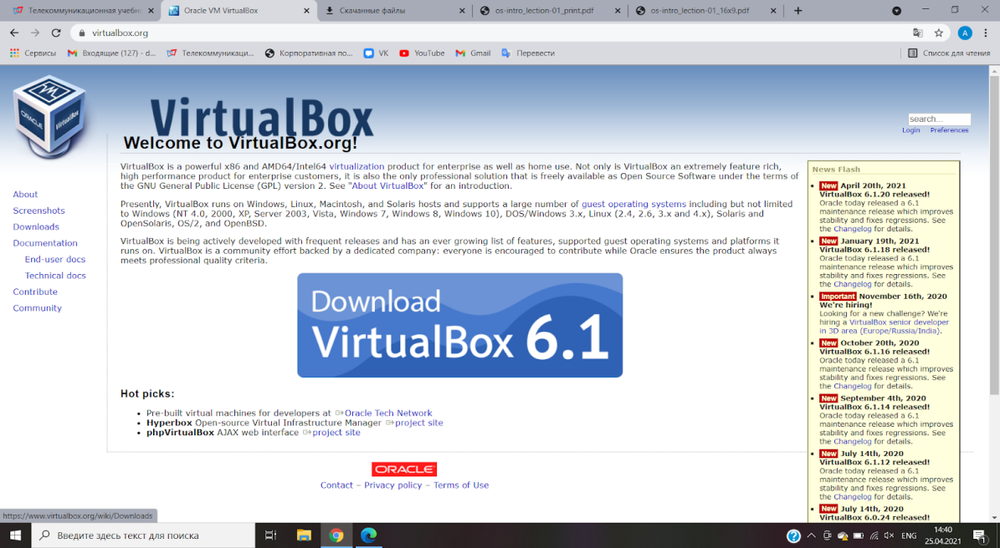 Телекоммуникационная учебно
Oracle VM VirtualBox
Скачанные файлы
os-intro_lection-01_print.pdf
os-intro_lection-01_16x9.pdf
virtualbox.org
A
Сервисы
Входящие (127) - d...
Телекоммуникаци...
Корпоративная по...
VK
YouTube
Gmail
Перевести
Список для чтения
VM
ORACLE
VirtualBox
VirtualBox
search...
Login Preferences
Welcome to VirtualBox.org!
VirtualBox is a powerful x86 and AMD64/Intel64 virtualization product for enterprise as well as home use. Not only is VirtualBox an extremely feature rich,
high performance product for enterprise customers, it is also the only professional solution that is freely available as Open Source Software under the terms of
the GNU General Public License (GPL) version 2. See "About VirtualBox" for an introduction.
Presently, VirtualBox runs on Windows, Linux, Macintosh, and Solaris hosts and supports a large number of guest operating systems including but not limited
to Windows (NT 4.0, 2000, XP, Server 2003, Vista, Windows 7, Windows 8, Windows 10), DOS/Windows 3.x, Linux (2.4, 2.6, 3.x and 4.x), Solaris and
OpenSolaris, OS/2, and OpenBSD.
VirtualBox is being actively developed with frequent releases and has an ever growing list of features, supported guest operating systems and platforms it
runs on. VirtualBox is a community effort backed by a dedicated company: everyone is encouraged to contribute while Oracle ensures the product always
meets professional quality criteria.
About
Screenshots
Downloads
Documentation
End-user docs
Technical docs
Contribute
Community
Download
VirtualBox 6.1
Hot picks:
Pre-built virtual machines for developers at Oracle Tech Network
Hyperbox Open-source Virtual Infrastructure Manager project site
phpVirtualBox AJAX web interface project site
ORACLE
Contact – Privacy policy – Terms of Use
News Flash
New April 20th, 2021
VirtualBox 6.1.20 released!
Oracle today released a 6.1
maintenance release which improves
stability and fixes regressions. See
the Changelog for details.
New January 19th, 2021
VirtualBox 6.1.18 released!
Oracle today released a 6.1
maintenance release which improves
stability and fixes regressions. See
the Changelog for details.
Important November 16th, 2020
We're hiring!
Looking for a new challenge? We're
hiring a VirtualBox senior developer
in 3D area (Europe/Russia/India).
New October 20th, 2020
VirtualBox 6.1.16 released!
Oracle today released a 6.1
maintenance release which improves
stability and fixes regressions. See
the Changelog for details.
New September 4th, 2020
VirtualBox 6.1.14 released!
Oracle today released a 6.1
maintenance release which improves
stability and fixes regressions. See
the Changelog for details.
New July 14th, 2020
VirtualBox 6.1.12 released!
Oracle today released a 6.1
maintenance release which improves
stability and fixes regressions. See
the Changelog for details.
New July 14th, 2020
VirtualBox 6.0.24 released!
https://www.virtualbox.org/wiki/Downloads
Введите здесь текст для поиска
ENG
14:40
25.04.2021
1